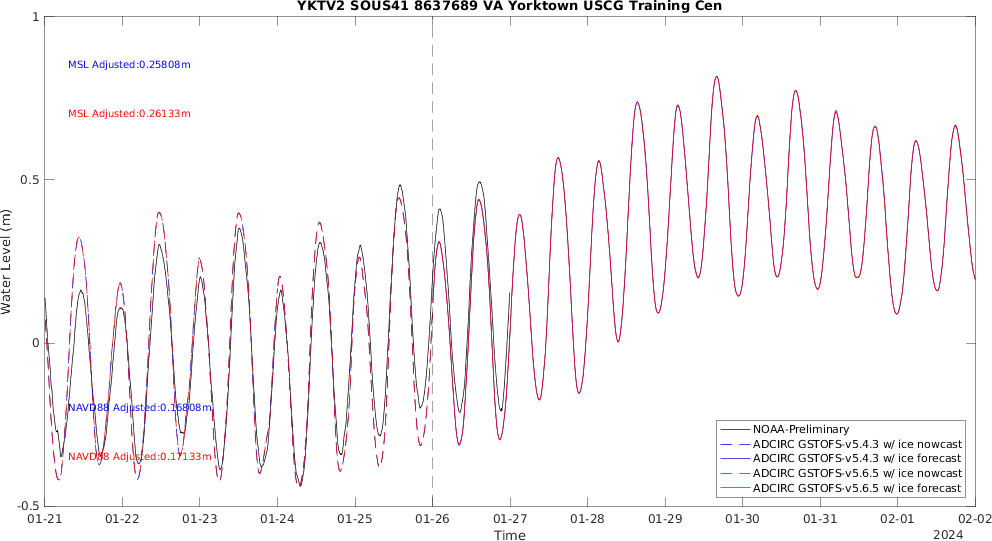 YKTV2 SOUS41 8637689 VA Yorktown USCG Training Cen
1
MSL Adjusted:0.25808m
MSL Adjusted:0.26133m
0.5
Water Level (m)
0
NAVD88 Adjusted:0.16808m
NAVD88 Adjusted:0.17133m
NOAA-Preliminary
ADCIRC GSTOFS-v5.4.3 w/ ice nowcast
ADCIRC GSTOFS-v5.4.3 w/ ice forecast
ADCIRC GSTOFS-v5.6.5 w/ ice nowcast
ADCIRC GSTOFS-v5.6.5 w/ ice forecast
-0.5
01-21 01-22 01-23 01-24 01-25 01-26 01-27 01-28 01-29 01-30 01-31 02-01 02-02
Time
2024